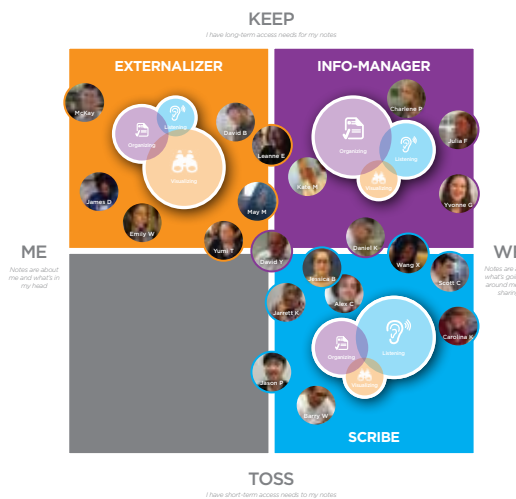 KEEP
I have long-term access needs for my notes
EXTERNALIZER
INFO-MANAGER
McKay
Organizing
Listening
Visualizing
David B
Leanne E
James D
Emily W
May M
Yumi T
Charlene P
Julia F
Organizing
Listening
Visualizing
Kate M
Yvonne G
ME
Notes are about
me and what's in
my head
David Y
Daniel K
Wang X
Jessica B
Scott C
Alex C
Jarrett K
Carolina K
Organizing
Listening
Visualizing
Jason P
Barry W
SCRIBE
TOSS
I have short-term access needs to my notes